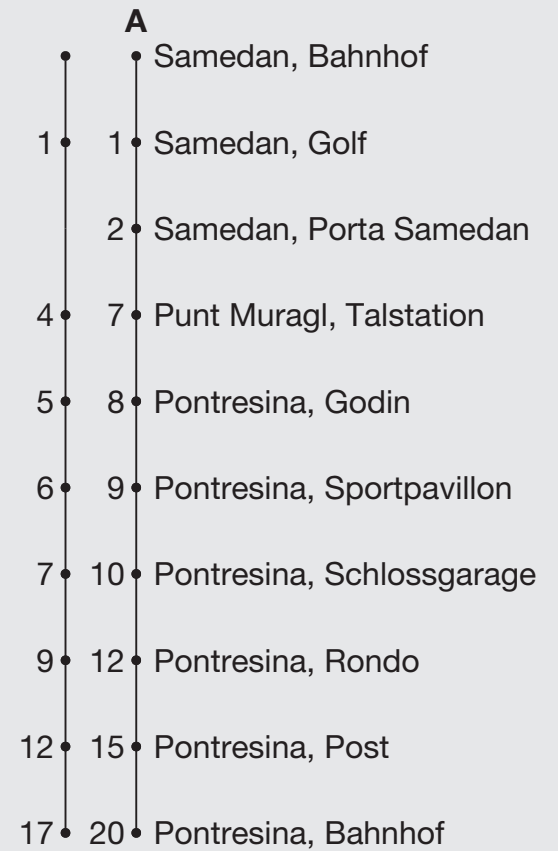 A
Samedan, Bahnhof
1 1 Samedan, Golf
2 Samedan, Porta Samedan
4 7 Punt Muragl, Talstation
5 8 Pontresina, Godin
6 9 Pontresina, Sportpavillon
7 10 Pontresina, Schlossgarage
9 12 Pontresina, Rondo
12 15 Pontresina, Post
17 20 Pontresina, Bahnhof